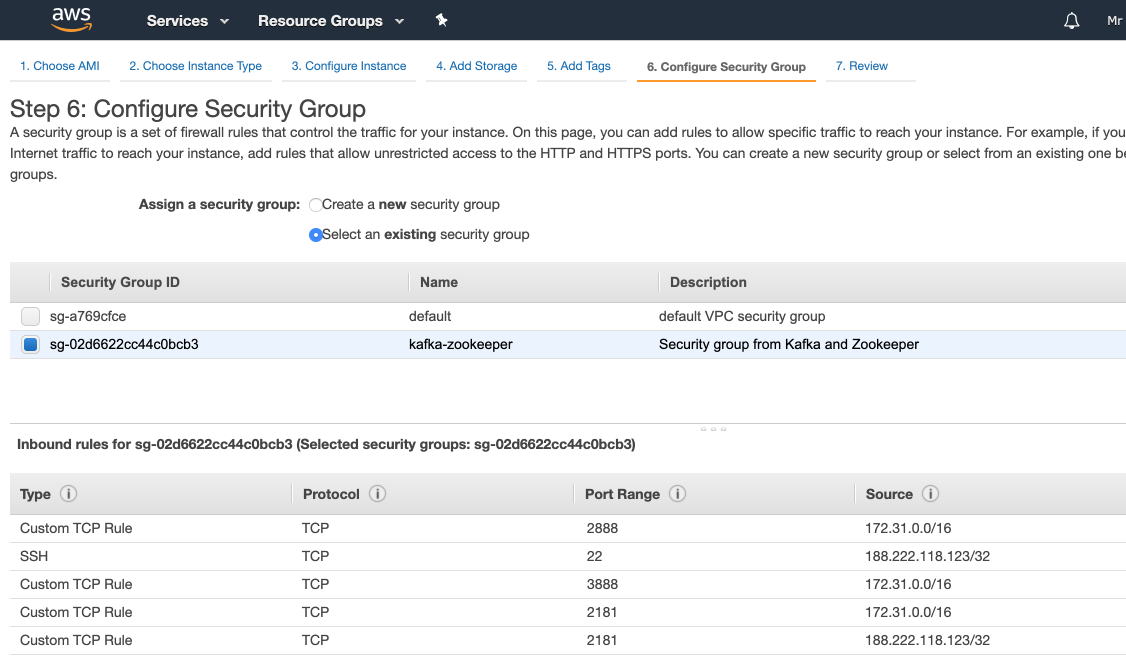 aws Services Resource Groups Mr
1. Choose AMI 2. Choose Instance Type 3. Configure Instance 4. Add Storage 5. Add Tags 6. Configure Security Group 7. Review
Step 6: Configure Security Group
A security group is a set of firewall rules that control the traffic for your instance. On this page, you can add rules to allow specific traffic to reach your instance. For example, if you
Internet traffic to reach your instance, add rules that allow unrestricted access to the HTTP and HTTPS ports. You can create a new security group or select from an existing one be
groups.
Assign a security group: Create a new security group
Select an existing security group
Security Group ID Name Description
sg-a769cfce default default VPC security group
sg-02d6622cc44c0bcb3 kafka-zookeeper Security group from Kafka and Zookeeper
Inbound rules for sg-02d6622cc44c0bcb3 (Selected security groups: sg-02d6622cc44c0bcb3)
Type i Protocol i Port Range i Source i
Custom TCP Rule TCP 2888 172.31.0.0/16
SSH TCP 22 188.222.118.123/32
Custom TCP Rule TCP 3888 172.31.0.0/16
Custom TCP Rule TCP 2181 172.31.0.0/16
Custom TCP Rule TCP 2181 188.222.118.123/32